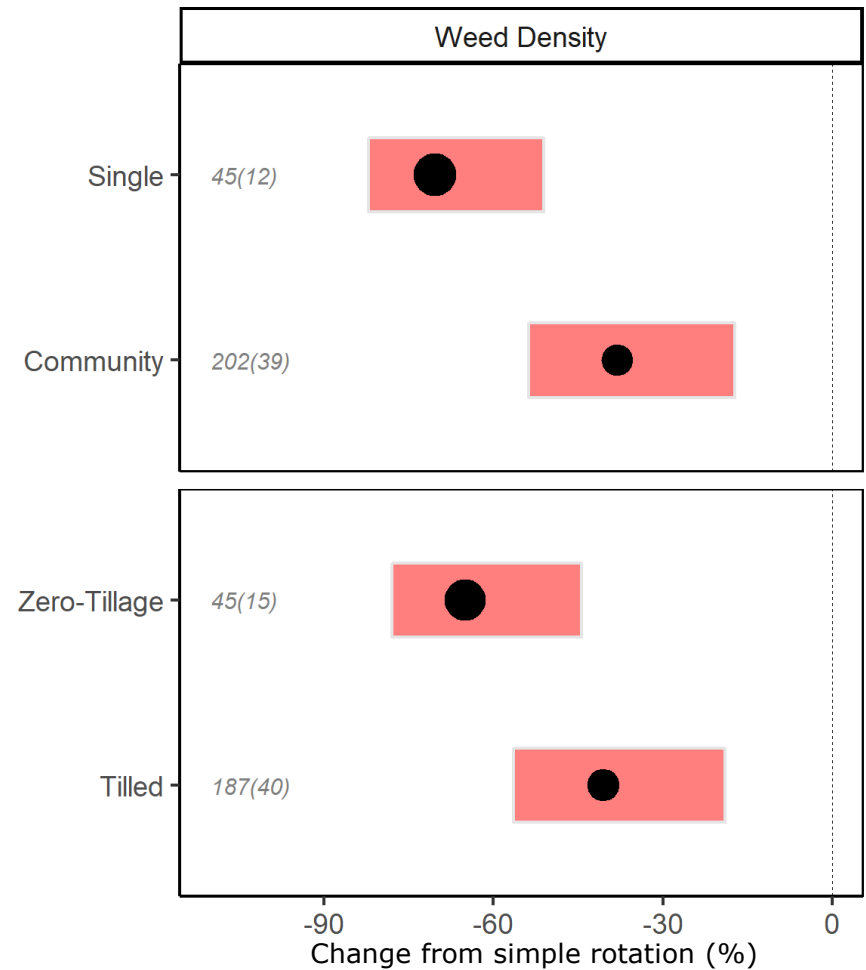 Weed Density
Single
45(12)
Community
202(39)
Zero-Tillage
45(15)
Tilled
187(40)
-90 -60 -30 0
Change from simple rotation (%)